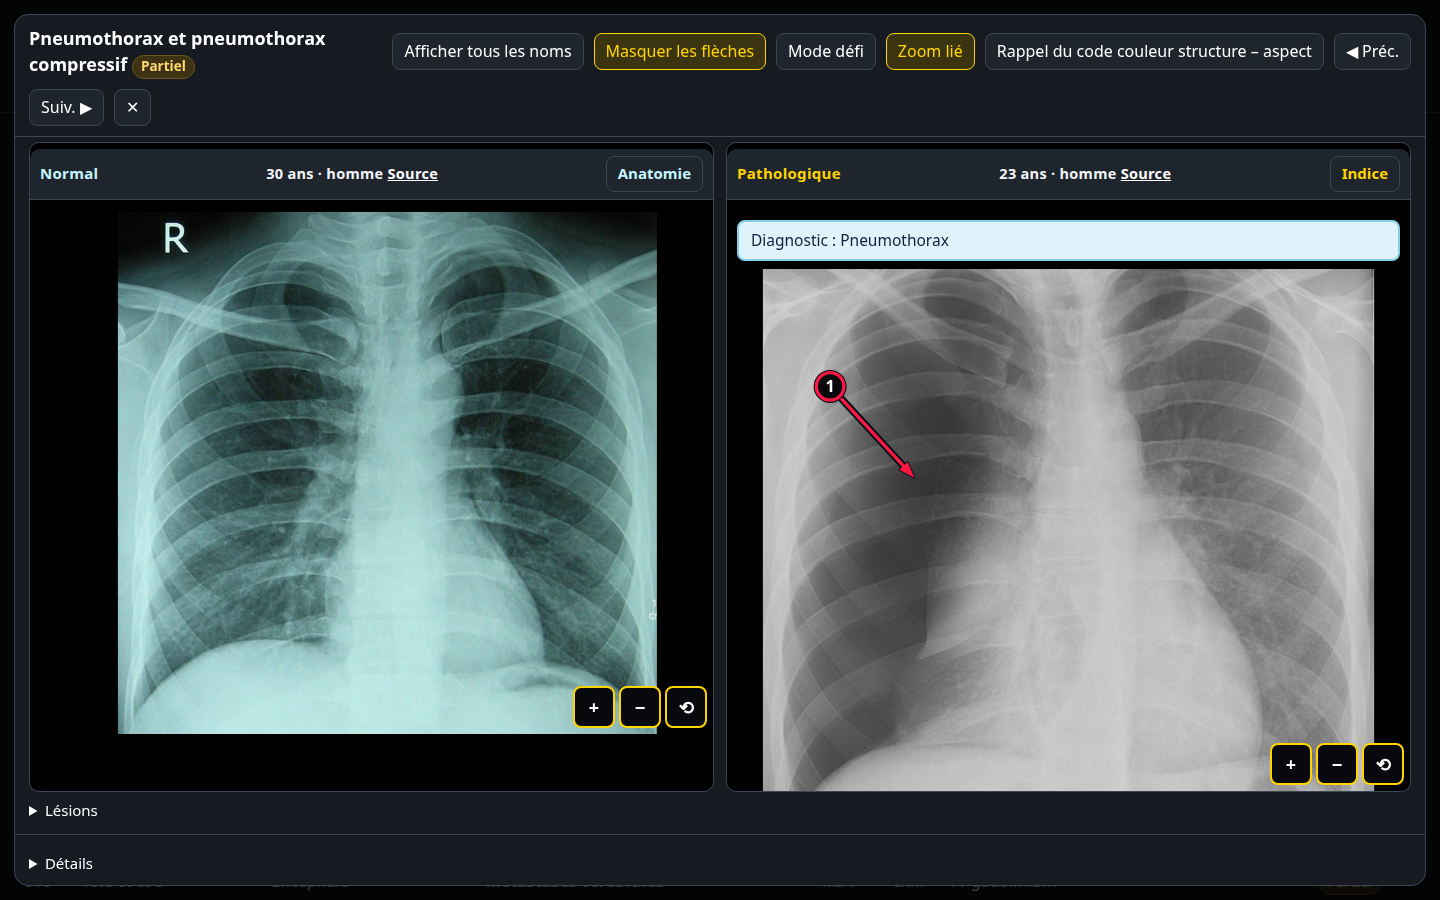 Pneumothorax et pneumothorax
compressif Partiel
Afficher tous les noms
Masquer les flèches
Mode défi
Zoom lié
Rappel du code couleur structure – aspect
◀ Préc.
Suiv. ▶
✕
Normal
30 ans · homme Source
Anatomie
R
+ − ⟲
Pathologique
23 ans · homme Source
Indice
Diagnostic : Pneumothorax
1
+ − ⟲
▶ Lésions
▶ Détails